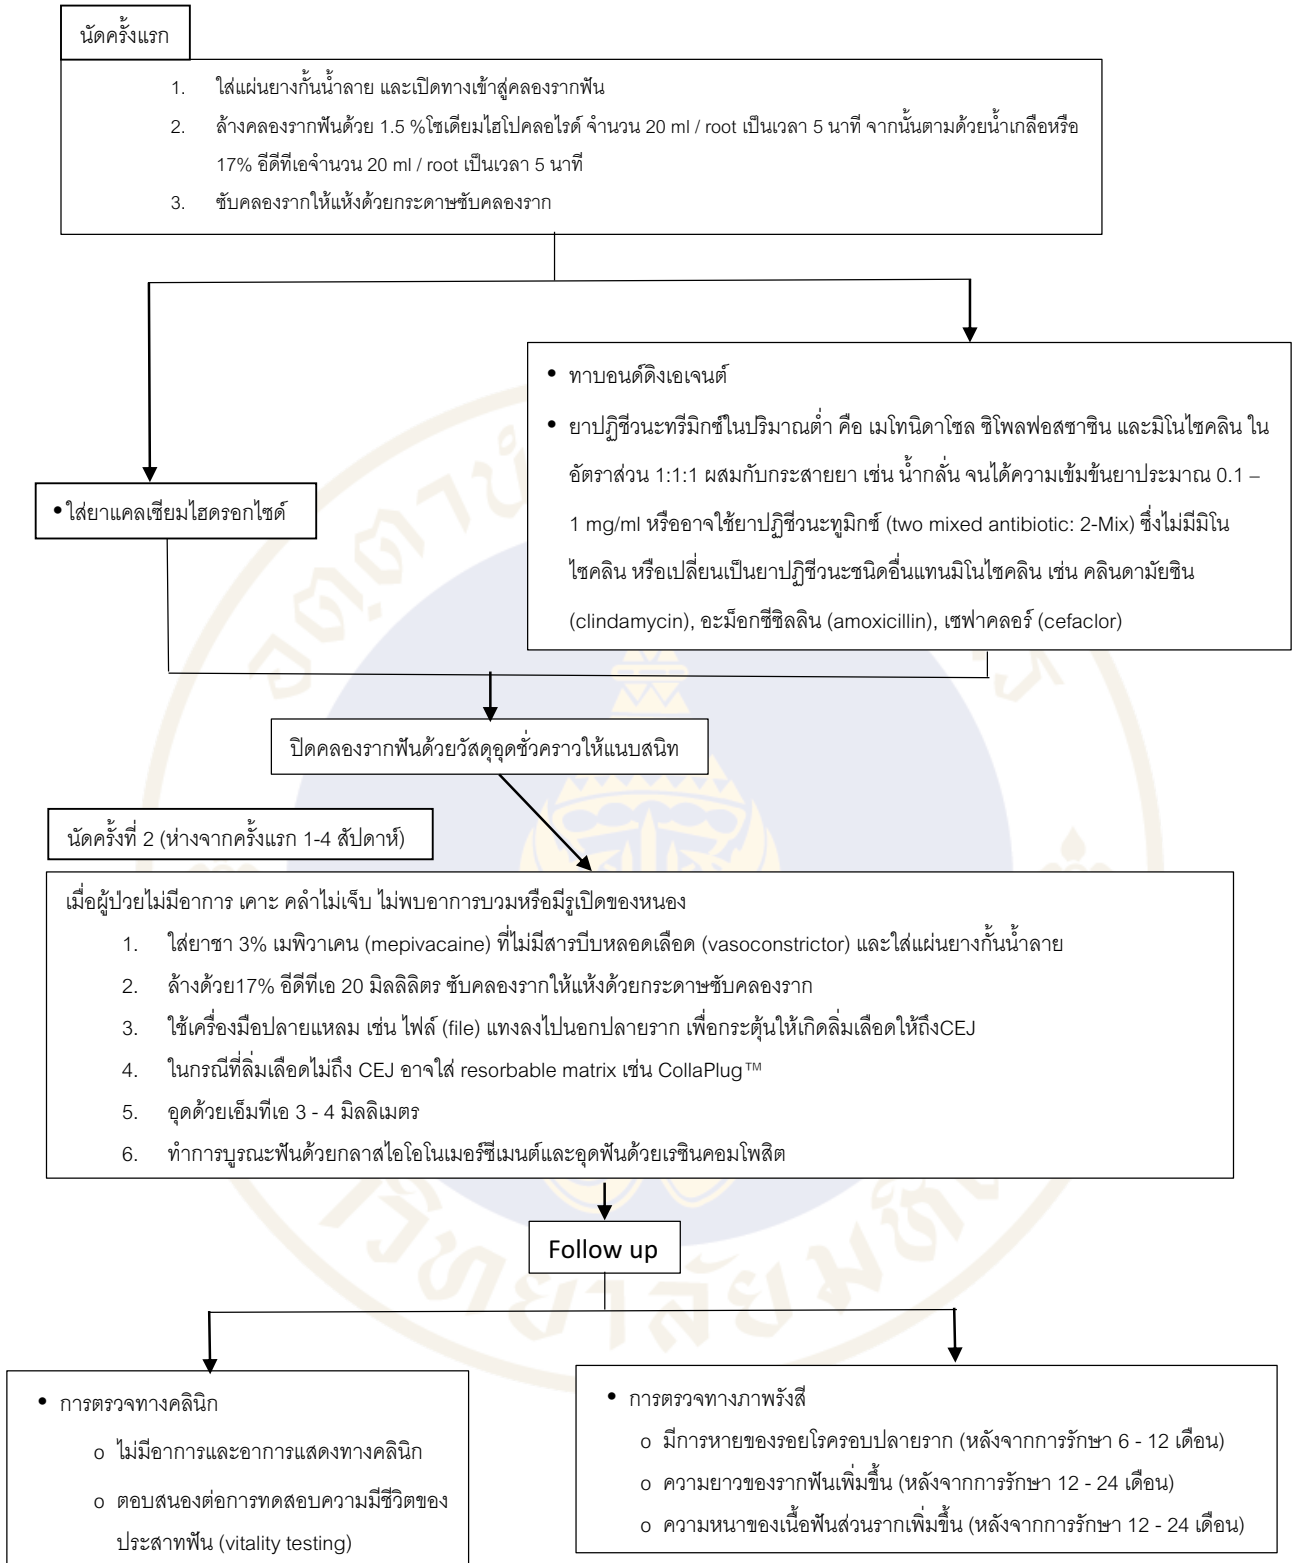 นัดครั้งแรก
1. ใส่แผ่นยางกั้นน้ำลาย และเปิดทางเข้าสู่คลองรากฟัน
2. ล้างคลองรากฟันด้วย 1.5 %โซเดียมไฮโปคลอไรด์ จำนวน 20 ml / root เป็นเวลา 5 นาที จากนั้นตามด้วยน้ำเกลือหรือ
17% อีดีทีเอจำนวน 20 ml / root เป็นเวลา 5 นาที
3. ซับคลองรากให้แห้งด้วยกระดาษซับคลองราก
• ทาบอนด์ดิงเอเจนต์
• ยาปฏิชีวนะทรีมิกซ์ในปริมาณต่ำ คือ เมโทนิดาโซล ซิโพลฟอสซาซิน และมิโนไซคลิน ใน
อัตราส่วน 1:1:1 ผสมกับกระสายยา เช่น น้ำกลั่น จนได้ความเข้มข้นยาประมาณ 0.1 –
1 mg/ml หรืออาจใช้ยาปฏิชีวนะทูมิกซ์ (two mixed antibiotic: 2-Mix) ซึ่งไม่มีมิโน
ไซคลิน หรือเปลี่ยนเป็นยาปฏิชีวนะชนิดอื่นแทนมิโนไซคลิน เช่น คลินดามัยซิน
(clindamycin), อะม็อกซีซิลลิน (amoxicillin), เซฟาคลอร์ (cefaclor)
• ใส่ยาแคลเซียมไฮดรอกไซด์
ปิดคลองรากฟันด้วยวัสดุอุดชั่วคราวให้แนบสนิท
นัดครั้งที่ 2 (ห่างจากครั้งแรก 1-4 สัปดาห์)
เมื่อผู้ป่วยไม่มีอาการ เคาะ คลำไม่เจ็บ ไม่พบอาการบวมหรือมีรูเปิดของหนอง
1. ใส่ยาชา 3% เมพิวาเคน (mepivacaine) ที่ไม่มีสารบีบหลอดเลือด (vasoconstrictor) และใส่แผ่นยางกั้นน้ำลาย
2. ล้างด้วย17% อีดีทีเอ 20 มิลลิลิตร ซับคลองรากให้แห้งด้วยกระดาษซับคลองราก
3. ใช้เครื่องมือปลายแหลม เช่น ไฟล์ (file) แทงลงไปนอกปลายราก เพื่อกระตุ้นให้เกิดลิ่มเลือดให้ถึงCEJ
4. ในกรณีที่ลิ่มเลือดไม่ถึง CEJ อาจใส่ resorbable matrix เช่น CollaPlug™
5. อุดด้วยเอ็มทีเอ 3 - 4 มิลลิเมตร
6. ทำการบูรณะฟันด้วยกลาสไอโอโนเมอร์ซีเมนต์และอุดฟันด้วยเรซินคอมโพสิต
Follow up
• การตรวจทางคลินิก
o ไม่มีอาการและอาการแสดงทางคลินิก
o ตอบสนองต่อการทดสอบความมีชีวิตของ
ประสาทฟัน (vitality testing)
• การตรวจทางภาพรังสี
o มีการหายของรอยโรครอบปลายราก (หลังจากการรักษา 6 - 12 เดือน)
o ความยาวของรากฟันเพิ่มขึ้น (หลังจากการรักษา 12 - 24 เดือน)
o ความหนาของเนื้อฟันส่วนรากเพิ่มขึ้น (หลังจากการรักษา 12 - 24 เดือน)